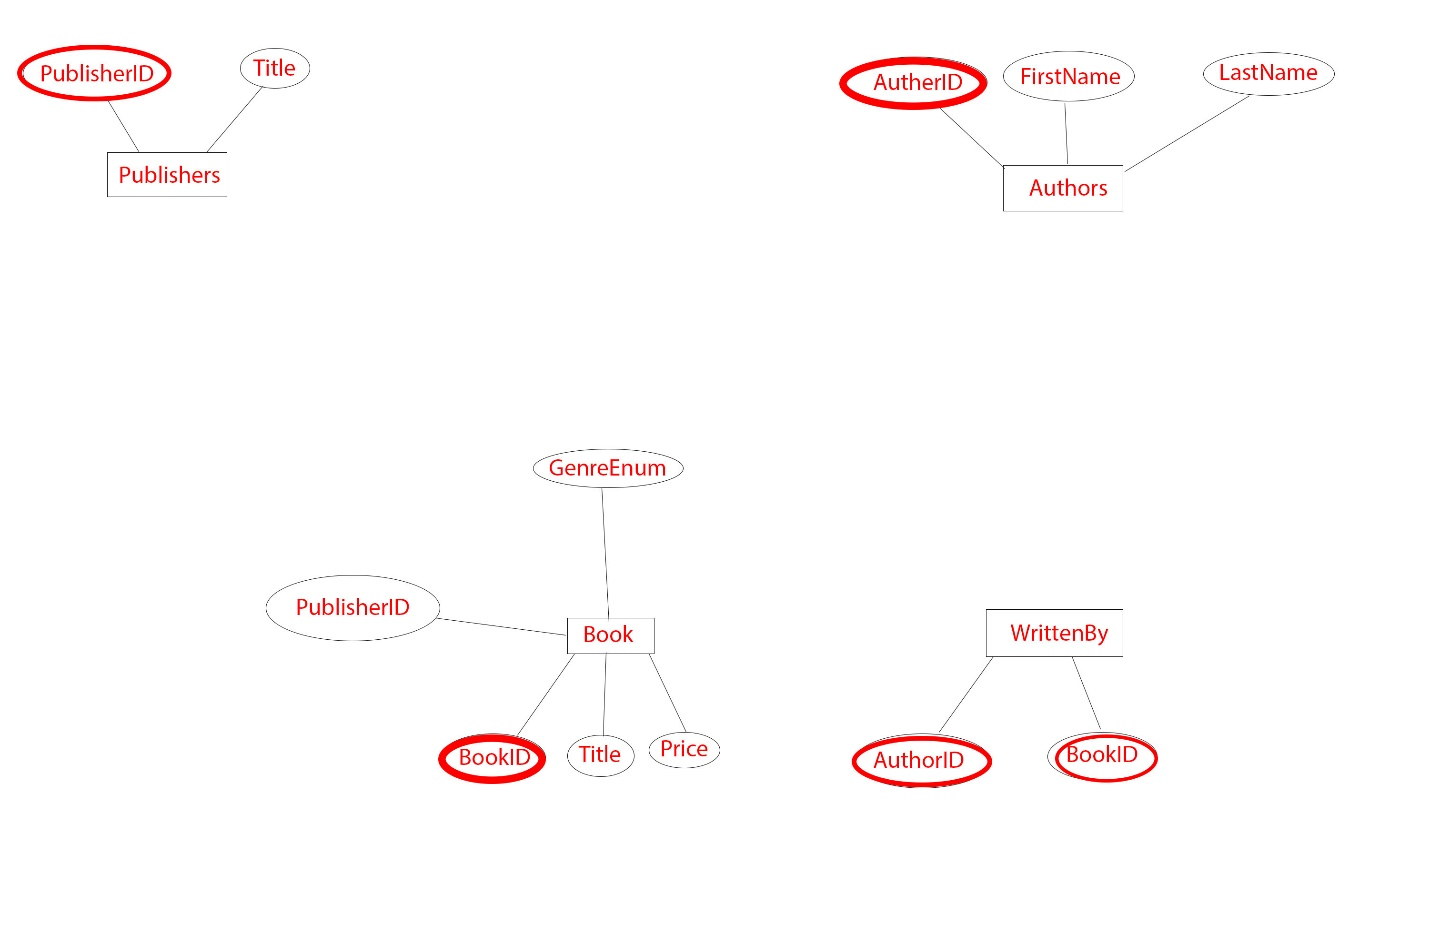 PublisherID
Title
Publishers
AutherID
FirstName
LastName
Authors
GenreEnum
PublisherID
Book
BookID
Title
Price
WrittenBy
AuthorID
BookID